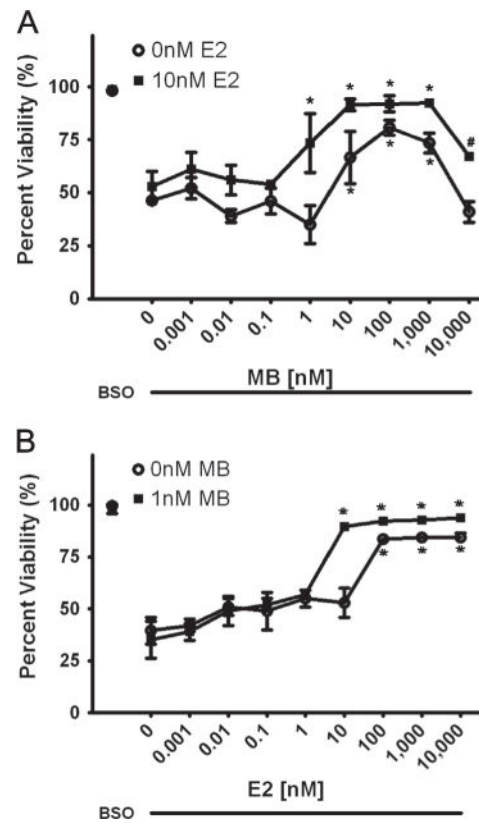 A
0nM E2
10nM E2
Percent Viability (%)
100
75
50
25
0
* * * *
#
* * *
0 0.001 0.01 0.1 1 10 100 1,000 10,000
MB [nM]
BSO
B
0nM MB
1nM MB
Percent Viability (%)
100
75
50
25
0
* * * *
* * *
0 0.001 0.01 0.1 1 10 100 1,000 10,000
E2 [nM]
BSO